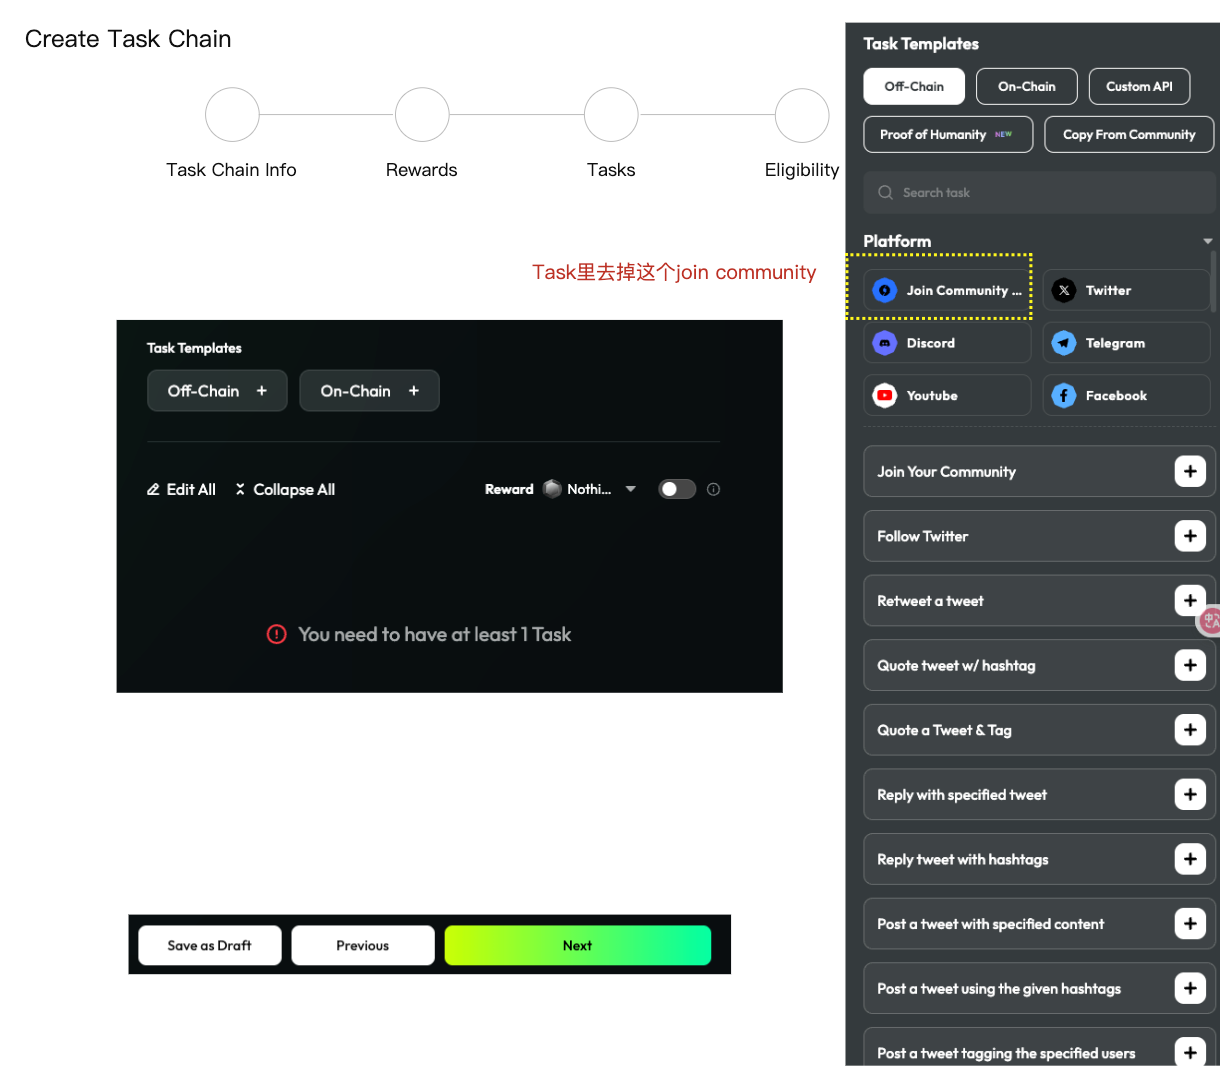 Create Task Chain
Task Chain Info
Rewards
Tasks
Eligibility
Task里去掉这个join community
Task Templates
Off-Chain +
On-Chain +
Edit All
Collapse All
Reward
Nothi...
You need to have at least 1 Task
Save as Draft
Previous
Next
Task Templates
Off-Chain
On-Chain
Custom API
Proof of Humanity NEW
Copy From Community
Search task
Platform
Join Community ...
Twitter
Discord
Telegram
Youtube
Facebook
Join Your Community
Follow Twitter
Retweet a tweet
Quote tweet w/ hashtag
Quote a Tweet & Tag
Reply with specified tweet
Reply tweet with hashtags
Post a tweet with specified content
Post a tweet using the given hashtags
Post a tweet tagging the specified users